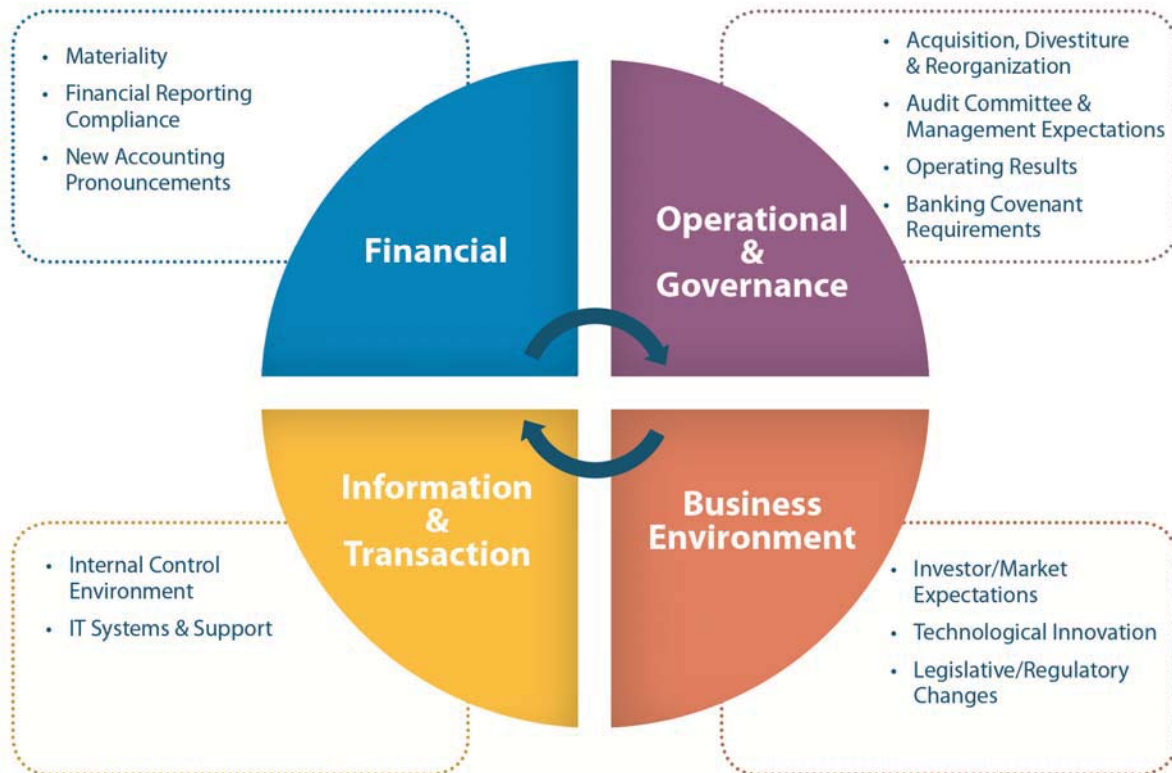 • Materiality
• Financial Reporting
Compliance
• New Accounting
Pronouncements
Financial
• Acquisition, Divestiture
& Reorganization
• Audit Committee &
Management Expectations
• Operating Results
• Banking Covenant
Requirements
Operational
&
Governance
Information
&
Transaction
• Internal Control
Environment
• IT Systems & Support
Business
Environment
• Investor/Market
Expectations
• Technological Innovation
• Legislative/Regulatory
Changes